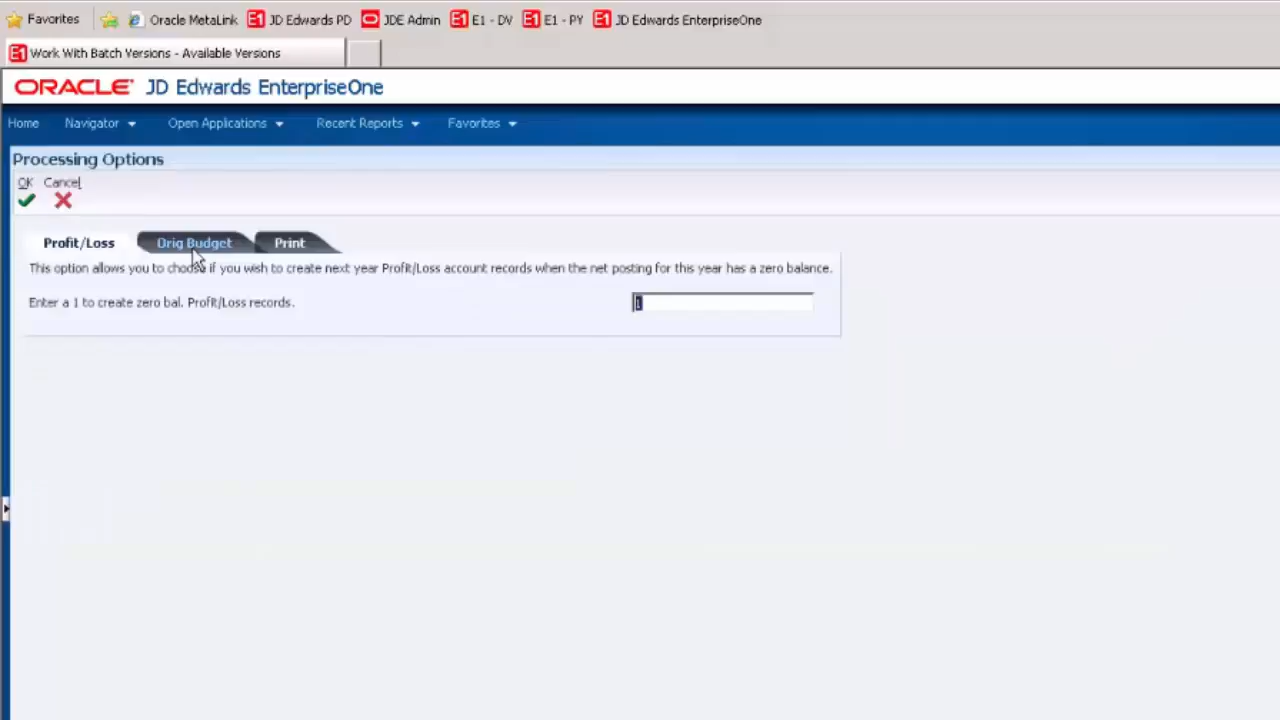 Favorites Oracle MetaLink JD Edwards PD JDE Admin E1 - DV E1 - PY JD Edwards EnterpriseOne
Work With Batch Versions - Available Versions
ORACLE® JD Edwards EnterpriseOne
Home Navigator Open Applications Recent Reports Favorites
Processing Options
OK Cancel
Profit/Loss Orig Budget Print
This option allows you to choose if you wish to create next year Profit/Loss account records when the net posting for this year has a zero balance.
Enter a 1 to create zero bal. Profit/Loss records. 1